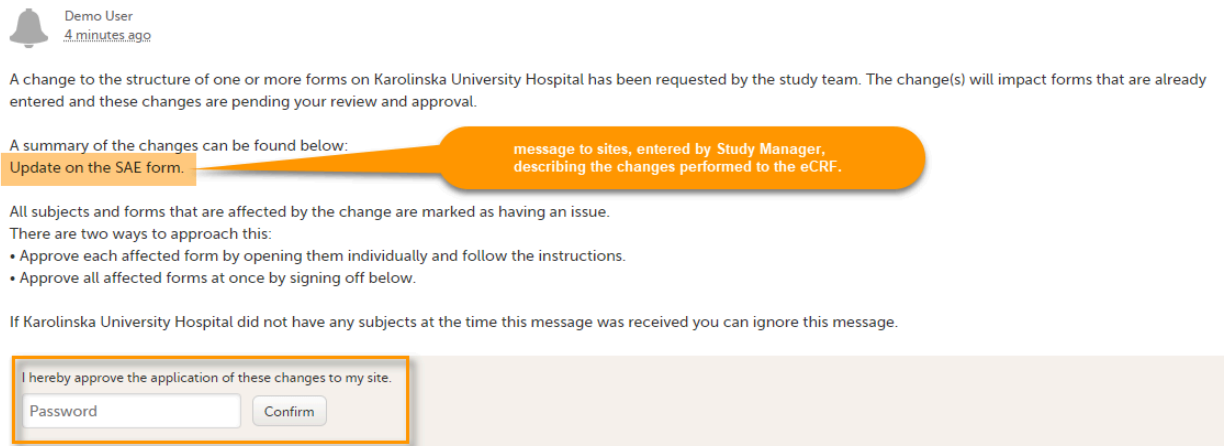 Demo User
4 minutes ago
A change to the structure of one or more forms on Karolinska University Hospital has been requested by the study team. The change(s) will impact forms that are already
entered and these changes are pending your review and approval.
A summary of the changes can be found below:
Update on the SAE form.
message to sites, entered by Study Manager,
describing the changes performed to the eCRF.
All subjects and forms that are affected by the change are marked as having an issue.
There are two ways to approach this:
• Approve each affected form by opening them individually and follow the instructions.
• Approve all affected forms at once by signing off below.
If Karolinska University Hospital did not have any subjects at the time this message was received you can ignore this message.
I hereby approve the application of these changes to my site.
Password
Confirm